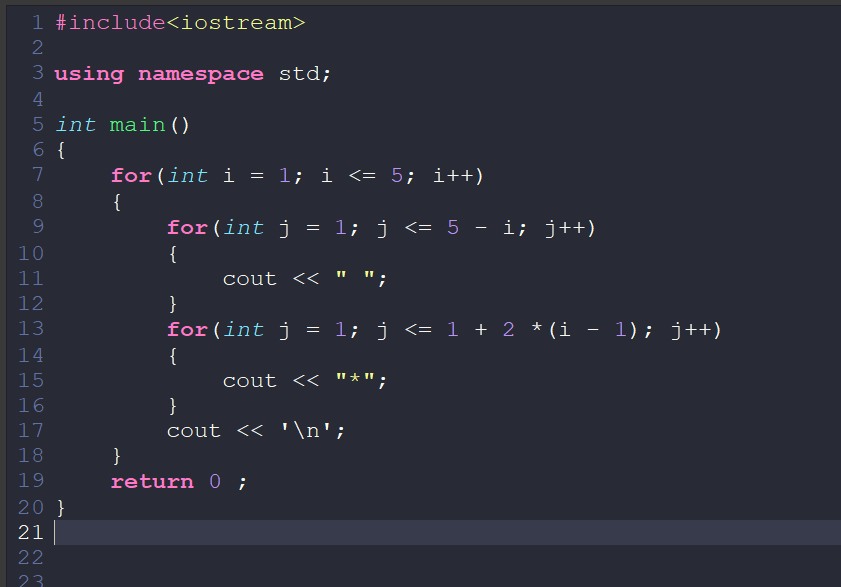 1 #include<iostream>
2
3 using namespace std;
4
5 int main()
6 {
7     for(int i = 1; i <= 5; i++)
8     {
9         for(int j = 1; j <= 5 - i; j++)
10         {
11             cout << " ";
12         }
13         for(int j = 1; j <= 1 + 2 *(i - 1); j++)
14         {
15             cout << "*";
16         }
17         cout << '\n';
18     }
19     return 0 ;
20 }
21
22
23